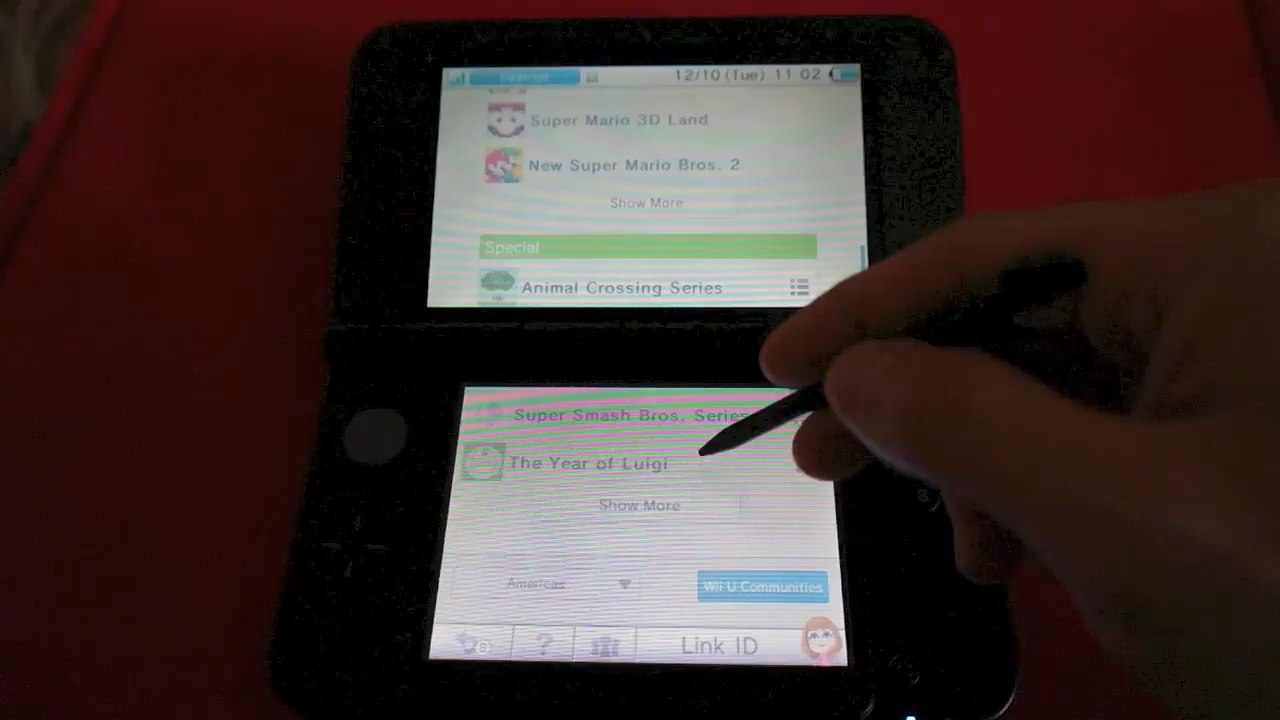 Internet 12/10 (Tue) 11 02
Super Mario 3D Land
New Super Mario Bros. 2
Show More
Special
Animal Crossing Series
Super Smash Bros. Series
The Year of Luigi
Show More
Americas
Wii U Communities
B ? Link ID
B